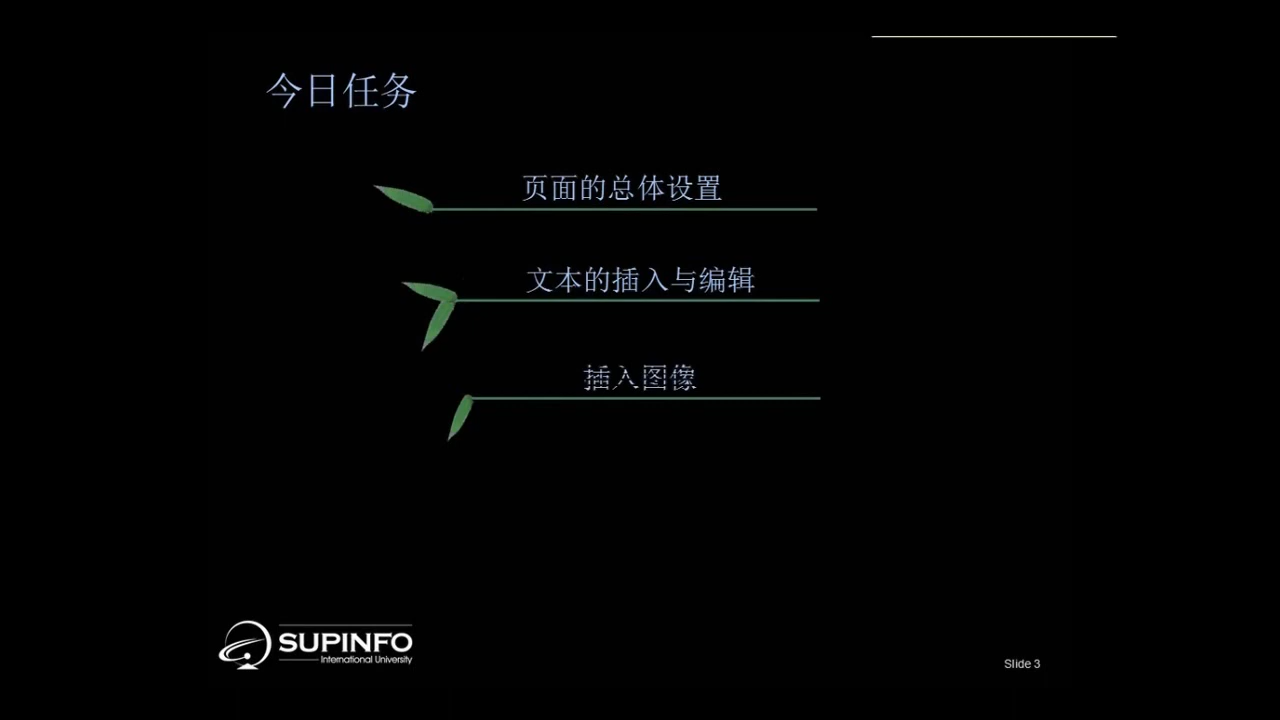 今日任务
页面的总体设置
文本的插入与编辑
插入图像
SUPINFO
International University
Slide 3